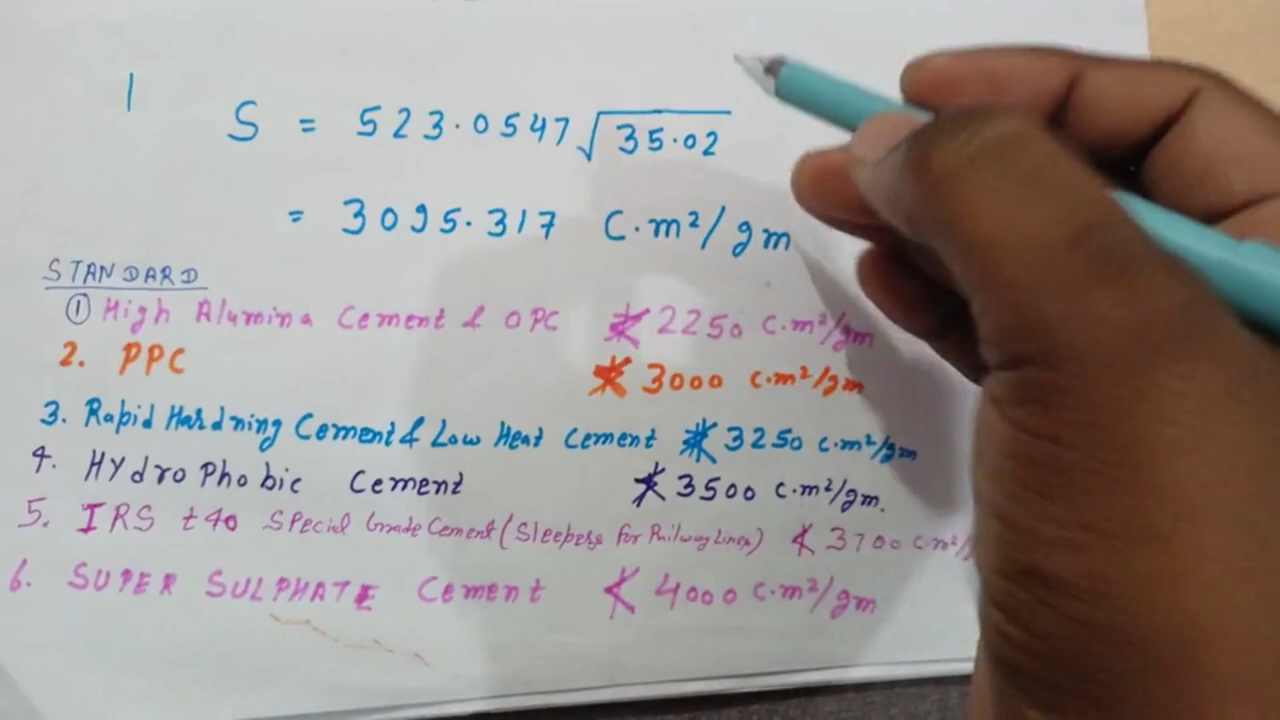 1
S = 523.0547√35.02
= 3095.317 C.m²/gm
STANDARD
① High Alumina Cement & OPC ≮ 2250 C.m²/gm
2. PPC ≮ 3000 C.m²/gm
3. Rapid Hardning Cement & Low Heat Cement ≮ 3250 C.m²/gm
4. HydroPhobic Cement ≮ 3500 C.m²/gm.
5. IRS t40 SPecial Grade Cement (Sleepers for Railway Lines) ≮ 3700 C.m²/
6. SUPER SULPHATE Cement ≮ 4000 C.m²/gm